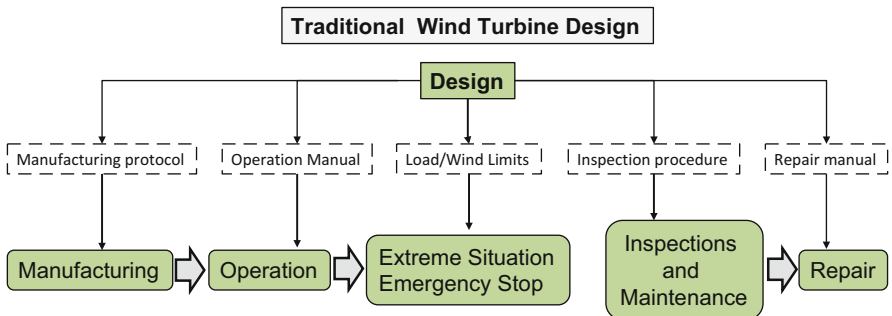 Traditional Wind Turbine Design
Design
Manufacturing protocol
Operation Manual
Load/Wind Limits
Inspection procedure
Repair manual
Manufacturing
Operation
Extreme Situation
Emergency Stop
Inspections
and
Maintenance
Repair